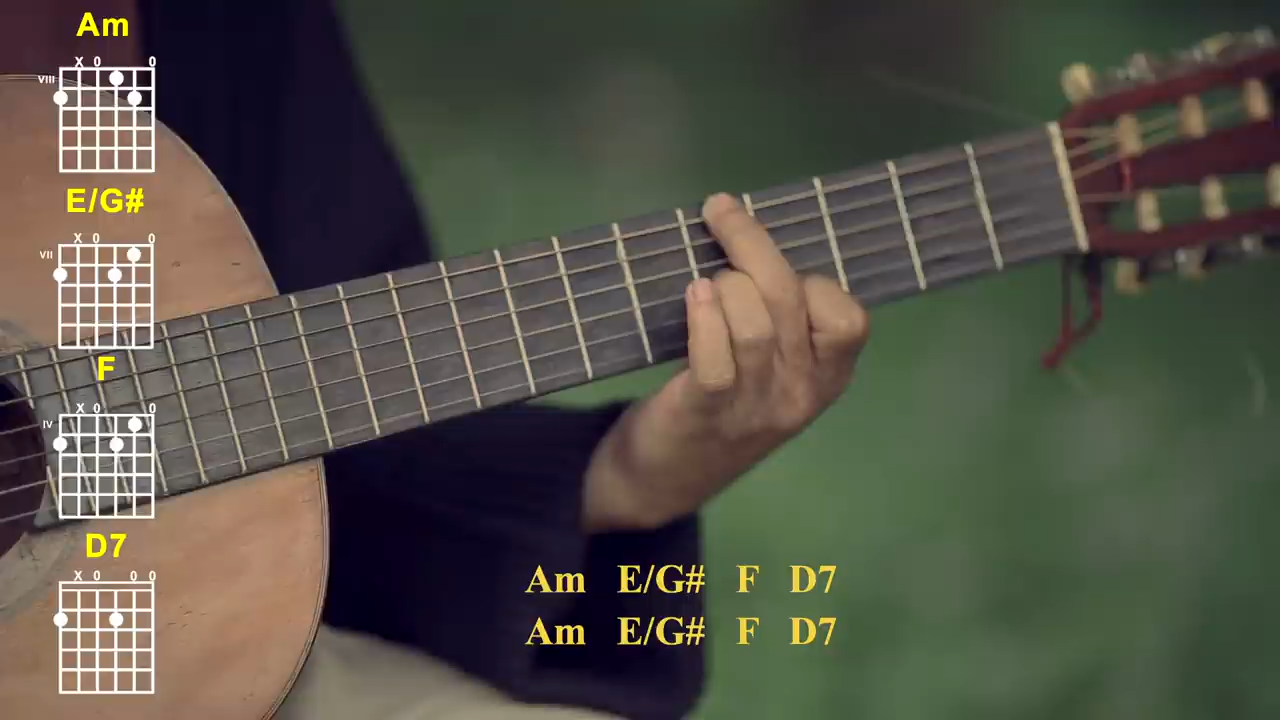 Am
X 0 0
VIII
E/G#
X 0 0
VII
F
X 0 0
IV
D7
X 0 0 0
Am E/G# F D7
Am E/G# F D7